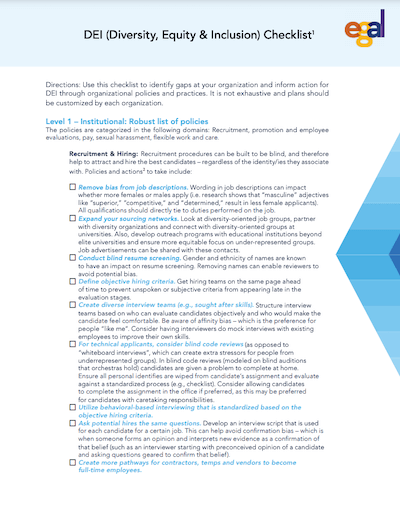 DEI (Diversity, Equity & Inclusion) Checklist¹
egal
Directions: Use this checklist to identify gaps at your organization and inform action for
DEI through organizational policies and practices. It is not exhaustive and plans should
be customized by each organization.
Level 1 – Institutional: Robust list of policies
The policies are categorized in the following domains: Recruitment, promotion and employee
evaluations, pay, sexual harassment, flexible work and care.
Recruitment & Hiring: Recruitment procedures can be built to be blind, and therefore
help to attract and hire the best candidates – regardless of the identity/ies they associate
with. Policies and actions² to take include:
Remove bias from job descriptions. Wording in job descriptions can impact
whether more females or males apply (i.e. research shows that "masculine" adjectives
like "superior," "competitive," and "determined," result in less female applicants).
All qualifications should directly tie to duties performed on the job.
Expand your sourcing networks. Look at diversity-oriented job groups, partner
with diversity organizations and connect with diversity-oriented groups at
universities. Also, develop outreach programs with educational institutions beyond
elite universities and ensure more equitable focus on under-represented groups.
Job advertisements can be shared with these contacts.
Conduct blind resume screening. Gender and ethnicity of names are known
to have an impact on resume screening. Removing names can enable reviewers to
avoid potential bias.
Define objective hiring criteria. Get hiring teams on the same page ahead
of time to prevent unspoken or subjective criteria from appearing late in the
evaluation stages.
Create diverse interview teams (e.g., sought after skills). Structure interview
teams based on who can evaluate candidates objectively and who would make the
candidate feel comfortable. Be aware of affinity bias – which is the preference for
people "like me". Consider having interviewers do mock interviews with existing
employees to improve their own skills.
For technical applicants, consider blind code reviews (as opposed to
"whiteboard interviews", which can create extra stressors for people from
underrepresented groups). In blind code reviews (modeled on blind auditions
that orchestras hold) candidates are given a problem to complete at home.
Ensure all personal identifiers are wiped from candidate's assignment and evaluate
against a standardized process (e.g., checklist). Consider allowing candidates
to complete the assignment in the office if preferred, as this may be preferred
for candidates with caretaking responsibilities.
Utilize behavioral-based interviewing that is standardized based on the
objective hiring criteria.
Ask potential hires the same questions. Develop an interview script that is used
for each candidate for a certain job. This can help avoid confirmation bias – which is
when someone forms an opinion and interprets new evidence as a confirmation of
that belief (such as an interviewer starting with preconceived opinion of a candidate
and asking questions geared to confirm that belief).
Create more pathways for contractors, temps and vendors to become
full-time employees.